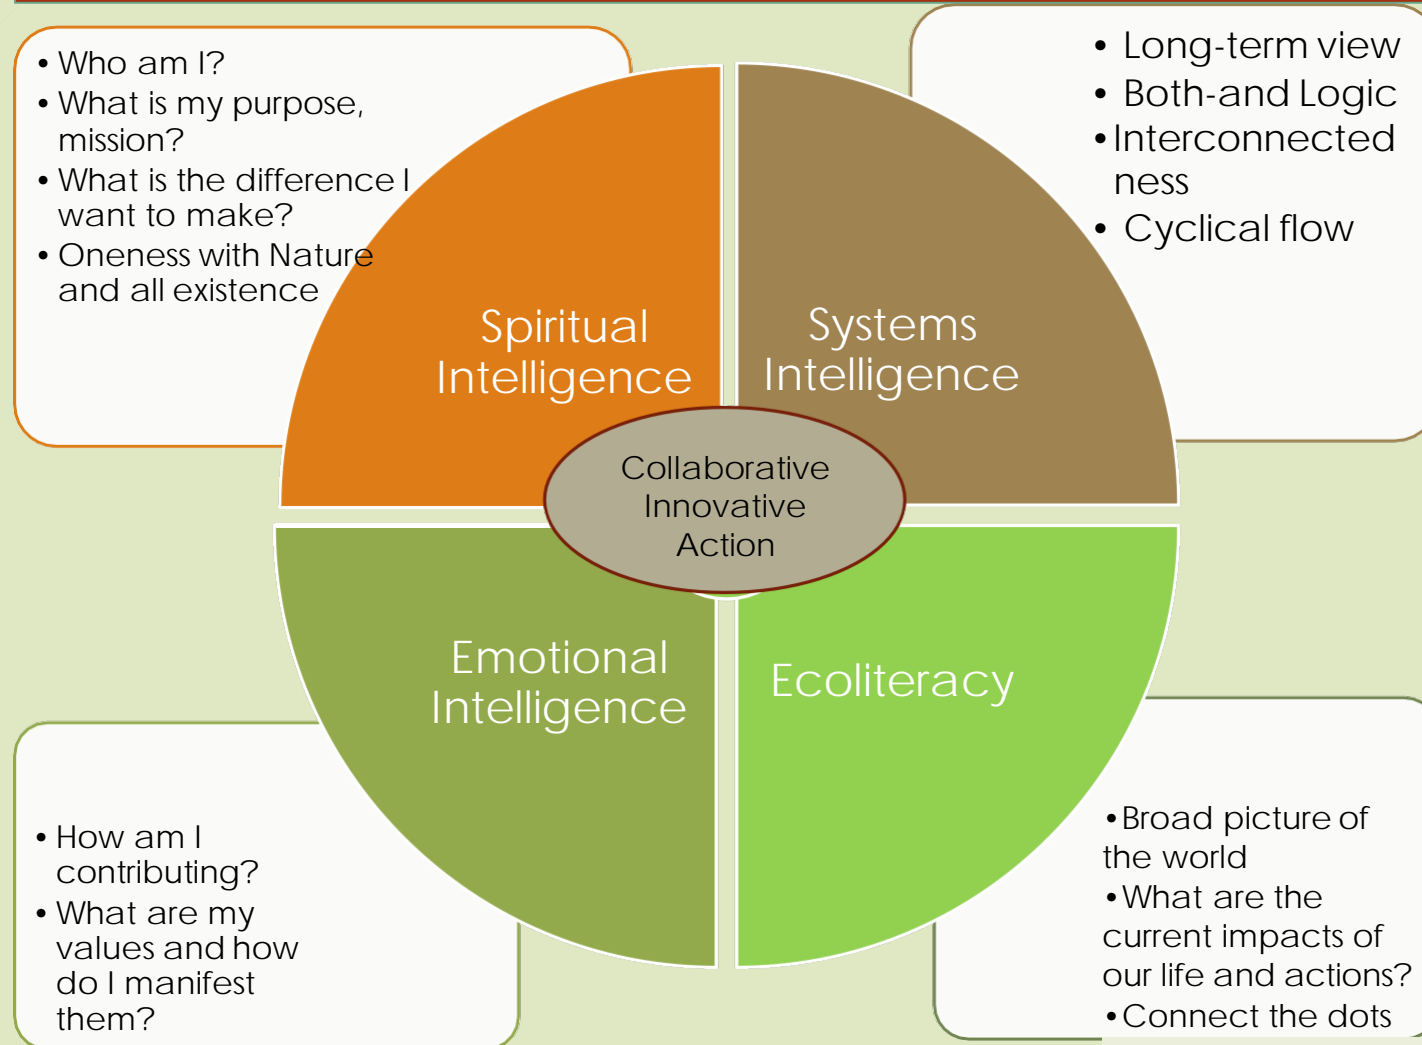 • Who am I?
• What is my purpose,
mission?
• What is the difference I
want to make?
• Oneness with Nature
and all existence
• Long-term view
• Both-and Logic
• Interconnected
ness
• Cyclical flow
Spiritual
Intelligence
Systems
Intelligence
Collaborative
Innovative
Action
Emotional
Intelligence
Ecoliteracy
• How am I
contributing?
• What are my
values and how
do I manifest
them?
• Broad picture of
the world
• What are the
current impacts of
our life and actions?
• Connect the dots